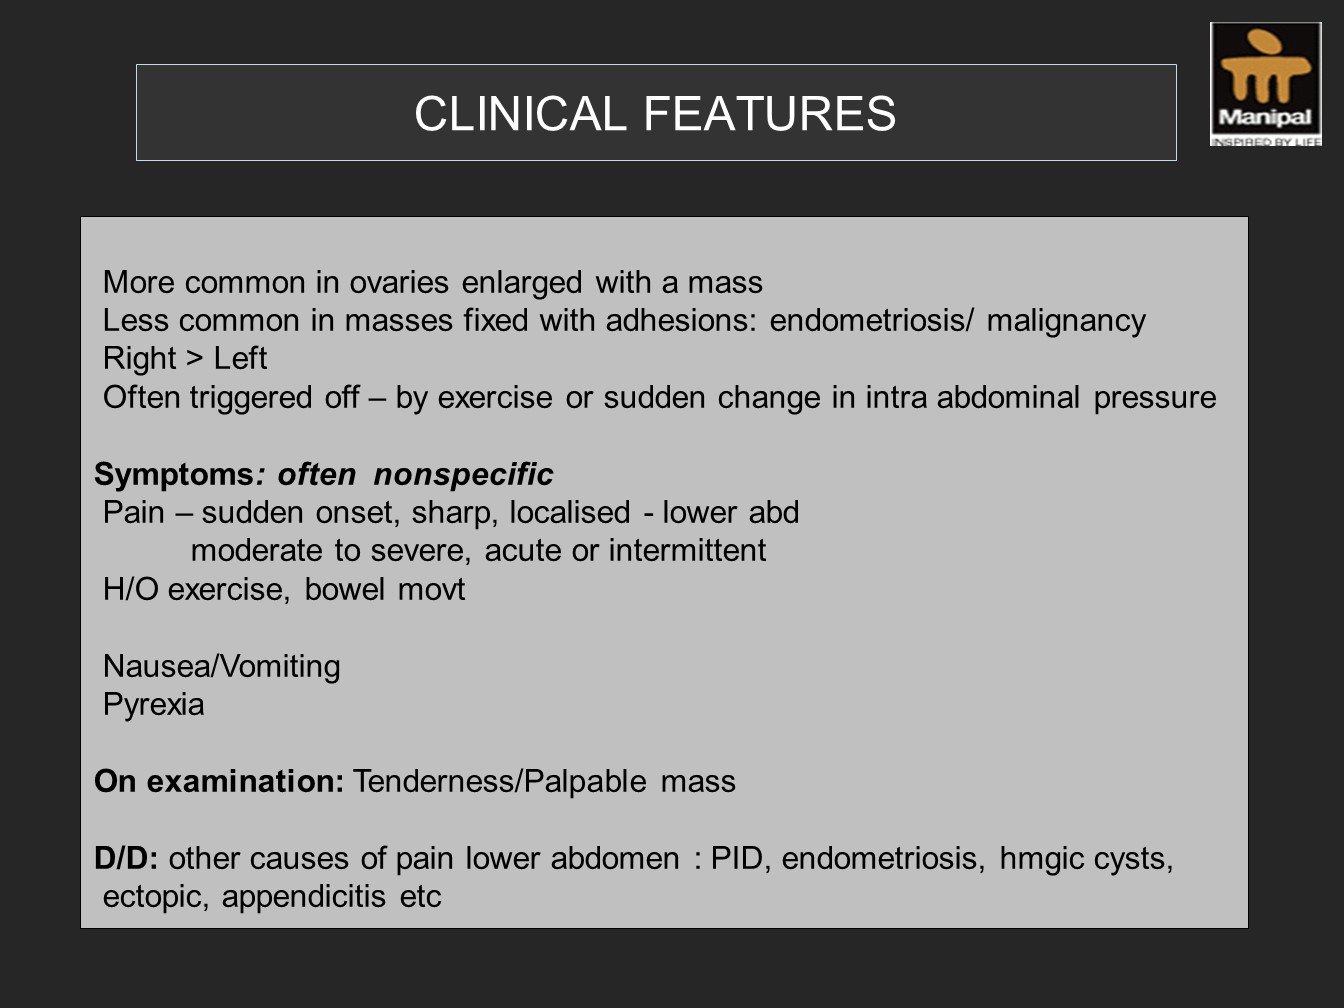 CLINICAL FEATURES
Manipal
INSPIRED BY LIFE
More common in ovaries enlarged with a mass
Less common in masses fixed with adhesions: endometriosis/ malignancy
Right > Left
Often triggered off – by exercise or sudden change in intra abdominal pressure
Symptoms: often nonspecific
Pain – sudden onset, sharp, localised - lower abd
moderate to severe, acute or intermittent
H/O exercise, bowel movt
Nausea/Vomiting
Pyrexia
On examination: Tenderness/Palpable mass
D/D: other causes of pain lower abdomen : PID, endometriosis, hmgic cysts,
ectopic, appendicitis etc